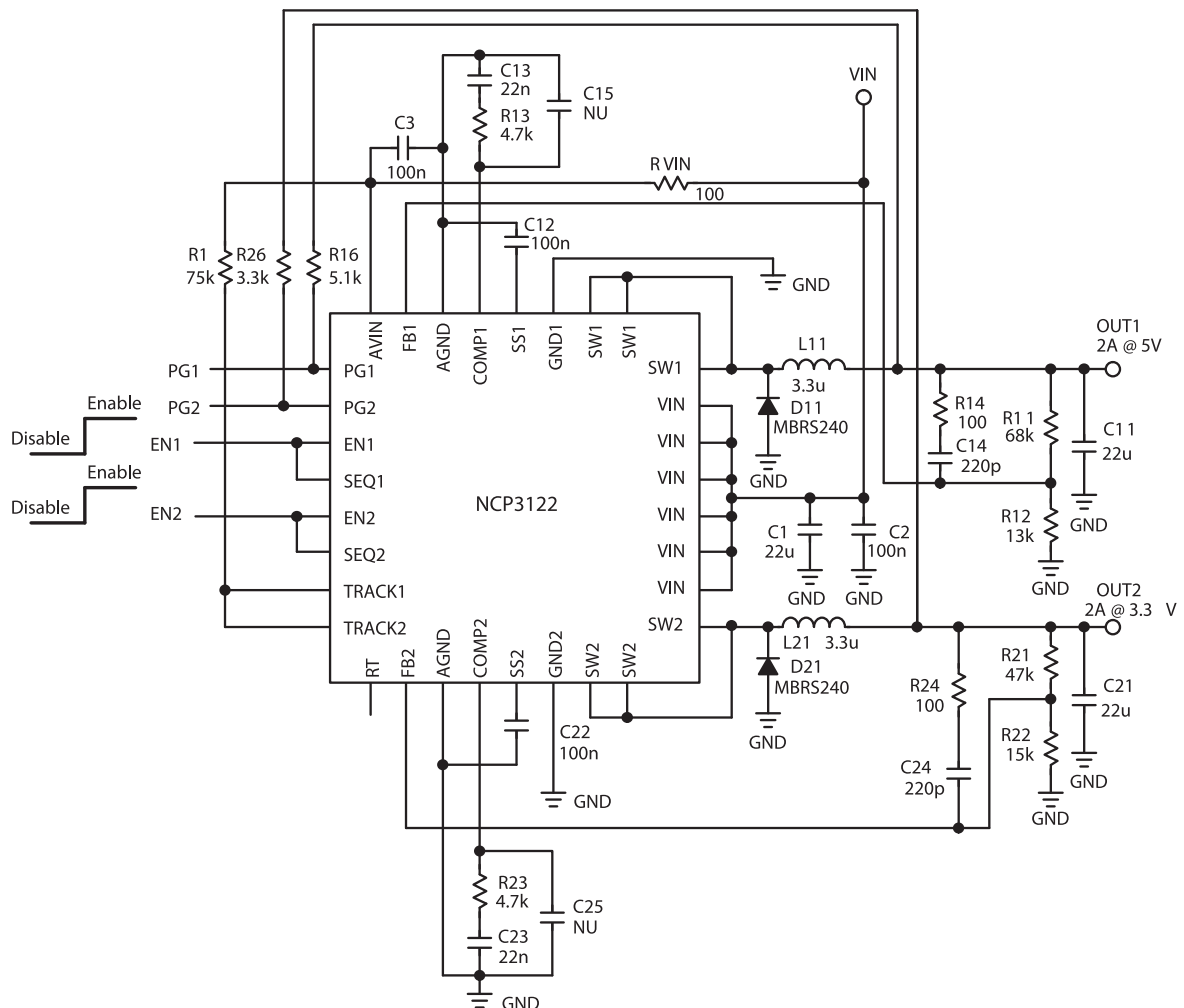 C13
22n
C15
NU
VIN
C3
R13
4.7k
100n
R VIN
100
C12
100n
R1
75k
R26
3.3k
R16
5.1k
GND
AVIN
FB1
AGND
COMP1
SS1
GND1
SW1
SW1
OUT1
2A @ 5V
L11
3.3u
PG1
PG1
SW1
D11
MBRS240
Enable
PG2
PG2
VIN
R14
100
R11
68k
Disable
EN1
EN1
VIN
C14
220p
C11
22u
Enable
SEQ1
VIN
GND
NCP3122
Disable
EN2
EN2
VIN
C1
22u
C2
100n
R12
13k
GND
SEQ2
VIN
TRACK1
VIN
GND
GND
GND
OUT2
2A @ 3.3 V
TRACK2
SW2
L21
3.3u
RT
FB2
AGND
COMP2
SS2
GND2
SW2
SW2
D21
MBRS240
R21
47k
R24
100
C21
22u
C22
100n
GND
R22
15k
C24
220p
GND
GND
GND
R23
4.7k
C25
NU
C23
22n
GND